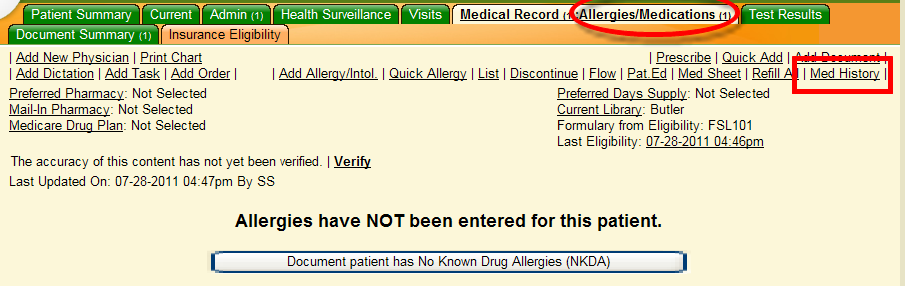 Patient Summary Current Admin (1) Health Surveillance Visits Medical Record (1 Allergies/Medications (1) Test Results
Document Summary (1) Insurance Eligibility
| Add New Physician | Print Chart | Prescribe | Quick Add | Add Document |
| Add Dictation | Add Task | Add Order | | Add Allergy/Intol. | Quick Allergy | List | Discontinue | Flow | Pat.Ed | Med Sheet | Refill All | Med History |
Preferred Pharmacy: Not Selected Preferred Days Supply: Not Selected
Mail-In Pharmacy: Not Selected Current Library: Butler
Medicare Drug Plan: Not Selected Formulary from Eligibility: FSL101
Last Eligibility: 07-28-2011 04:46pm
The accuracy of this content has not yet been verified. | Verify
Last Updated On: 07-28-2011 04:47pm By SS
Allergies have NOT been entered for this patient.
Document patient has No Known Drug Allergies (NKDA)